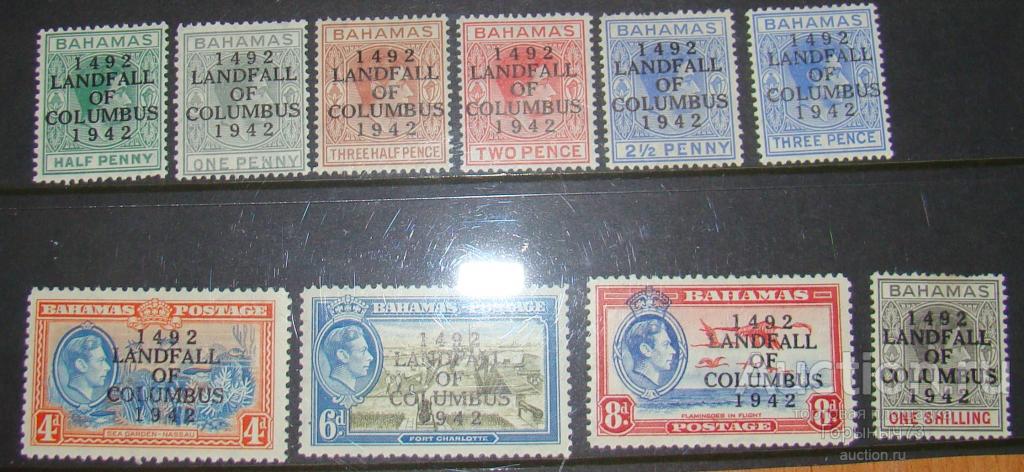 BAHAMAS
1492
LANDFALL
OF
COLUMBUS
1942
HALF PENNY
BAHAMAS
1492
LANDFALL
OF
COLUMBUS
1942
ONE PENNY
BAHAMAS
1492
LANDFALL
OF
COLUMBUS
1942
THREE HALF PENCE
BAHAMAS
1492
LANDFALL
OF
COLUMBUS
1942
TWO PENCE
BAHAMAS
1492
LANDFALL
OF
COLUMBUS
1942
2½ PENNY
BAHAMAS
1492
LANDFALL
OF
COLUMBUS
1942
THREE PENCE
BAHAMAS POSTAGE
1492
LANDFALL
OF
COLUMBUS
1942
4d 4d
SEA GARDEN - NASSAU
BAHAMAS POSTAGE
1492
LANDFALL
OF
COLUMBUS
1942
6d
FORT CHARLOTTE
BAHAMAS
1492
LANDFALL
OF
COLUMBUS
1942
FLAMINGOES IN FLIGHT
8d 8d
POSTAGE
BAHAMAS
1492
LANDFALL
OF
COLUMBUS
1942
ONE SHILLING
auction.ru